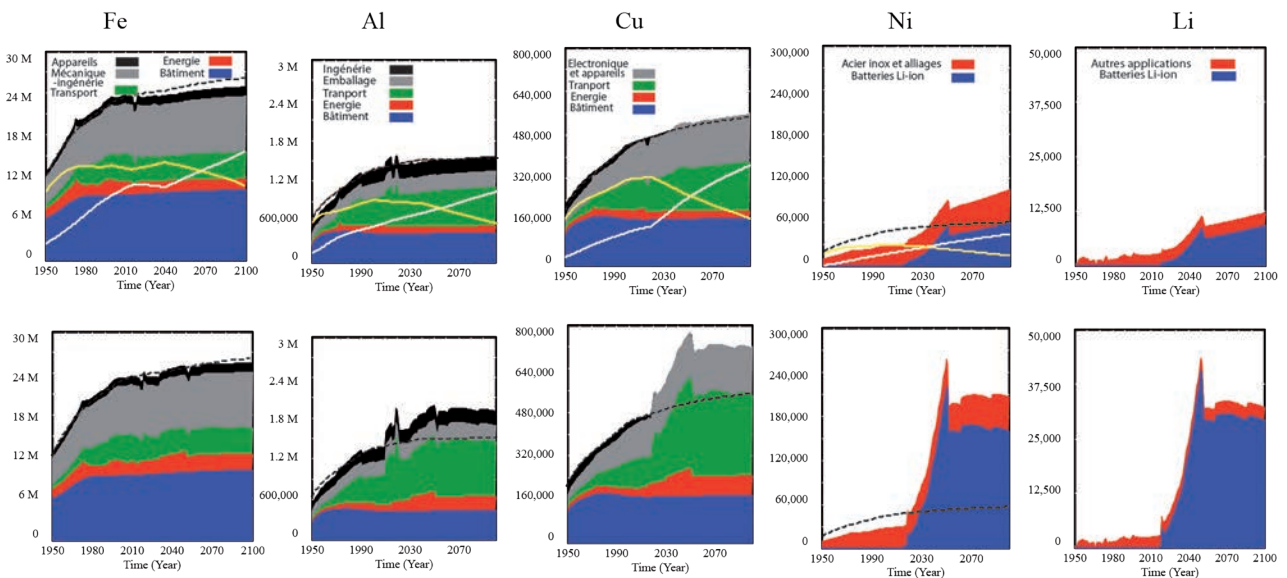 Fe
Al
Cu
Ni
Li
30 M
24 M
18 M
12 M
6 M
0
Appareils
Mécanique
-ingénierie
Transport
Energie
Bâtiment
1950 1980 2010 2040 2070 2100
Time (Year)
3 M
2.4 M
1.8 M
1.2 M
600,000
0
Ingénierie
Emballage
Tranport
Energie
Bâtiment
1950 1990 2030 2070
Time (Year)
800,000
640,000
480,000
320,000
160,000
0
Electronique
et appareils
Tranport
Energie
Bâtiment
1950 1990 2030 2070
Time (Year)
300,000
240,000
180,000
120,000
60,000
0
Acier inox et alliages
Batteries Li-ion
1950 1990 2030 2070
Time (Year)
50,000
37,500
25,000
12,500
0
Autres applications
Batteries Li-ion
1950 1980 2010 2040 2070 2100
Time (Year)
30 M
24 M
18 M
12 M
6 M
0
1950 1980 2010 2040 2070 2100
Time (Year)
3 M
2.4 M
1.8 M
1.2 M
600,000
0
1950 1990 2030 2070
Time (Year)
800,000
640,000
480,000
320,000
160,000
0
1950 1990 2030 2070
Time (Year)
300,000
240,000
180,000
120,000
60,000
0
1950 1990 2030 2070
Time (Year)
50,000
37,500
25,000
12,500
0
1950 1980 2010 2040 2070 2100
Time (Year)